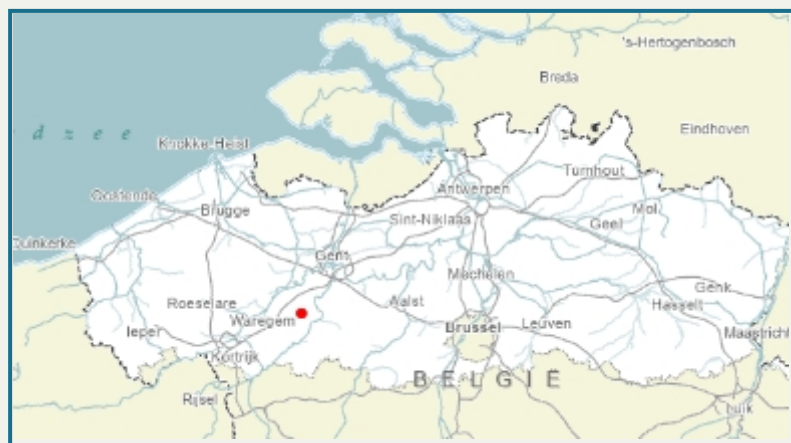 's-Hertogenbosch
Breda
d z e e
Eindhoven
Knokke-Heist
Turnhout
Antwerpen
Oostende
Mol
Brugge
Sint-Niklaas
Geel
Duinkerke
Gent
Mechelen
Genk
Roeselare
Aalst
Hasselt
Waregem
Ieper
Brussel
Leuven
Maastricht
Kortrijk
BELGIË
Rijsel
Luik